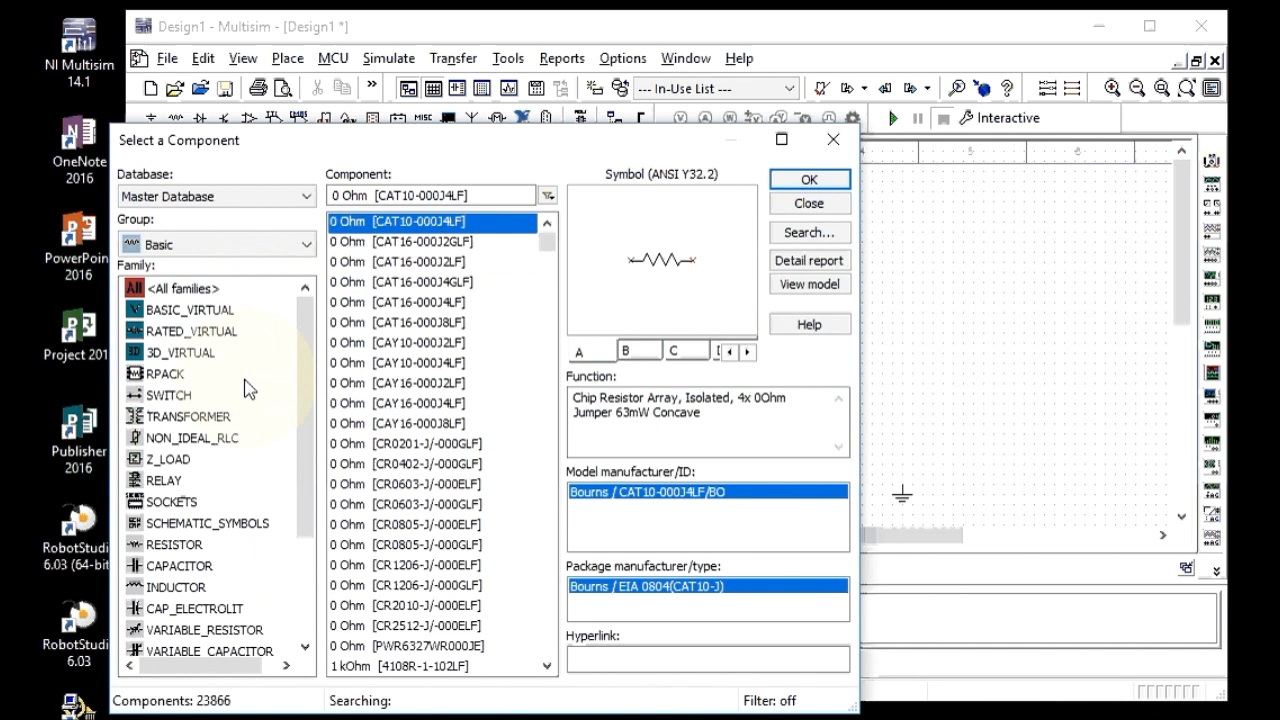 NI Multisim
14.1
OneNote
2016
PowerPoin
2016
Project 201
Publisher
2016
RobotStudi
6.03 (64-bit
RobotStudi
6.03
Design1 - Multisim - [Design1 *]
File Edit View Place MCU Simulate Transfer Tools Reports Options Window Help
--- In-Use List ---
MISC
Interactive
Select a Component
Database:
Master Database
Group:
Basic
Family:
All <All families>
BASIC_VIRTUAL
RATED_VIRTUAL
3D 3D_VIRTUAL
RPACK
SWITCH
TRANSFORMER
NON_IDEAL_RLC
Z_LOAD
RELAY
SOCKETS
SCHEMATIC_SYMBOLS
RESISTOR
CAPACITOR
INDUCTOR
CAP_ELECTROLIT
VARIABLE_RESISTOR
VARIABLE_CAPACITOR
Component:
0 Ohm [CAT10-000J4LF]
0 Ohm [CAT10-000J4LF]
0 Ohm [CAT16-000J2GLF]
0 Ohm [CAT16-000J2LF]
0 Ohm [CAT16-000J4GLF]
0 Ohm [CAT16-000J4LF]
0 Ohm [CAT16-000J8LF]
0 Ohm [CAY10-000J2LF]
0 Ohm [CAY10-000J4LF]
0 Ohm [CAY16-000J2LF]
0 Ohm [CAY16-000J4LF]
0 Ohm [CAY16-000J8LF]
0 Ohm [CR0201-J/-000GLF]
0 Ohm [CR0402-J/-000GLF]
0 Ohm [CR0603-J/-000ELF]
0 Ohm [CR0603-J/-000GLF]
0 Ohm [CR0805-J/-000ELF]
0 Ohm [CR0805-J/-000GLF]
0 Ohm [CR1206-J/-000ELF]
0 Ohm [CR1206-J/-000GLF]
0 Ohm [CR2010-J/-000ELF]
0 Ohm [CR2512-J/-000ELF]
0 Ohm [PWR6327WR000JE]
1 kOhm [4108R-1-102LF]
Symbol (ANSI Y32.2)
A B C
Function:
Chip Resistor Array, Isolated, 4x 0Ohm
Jumper 63mW Concave
Model manufacturer/ID:
Bourns / CAT10-000J4LF/BO
Package manufacturer/type:
Bourns / EIA 0804(CAT10-J)
Hyperlink:
OK
Close
Search...
Detail report
View model
Help
Components: 23866
Searching:
Filter: off